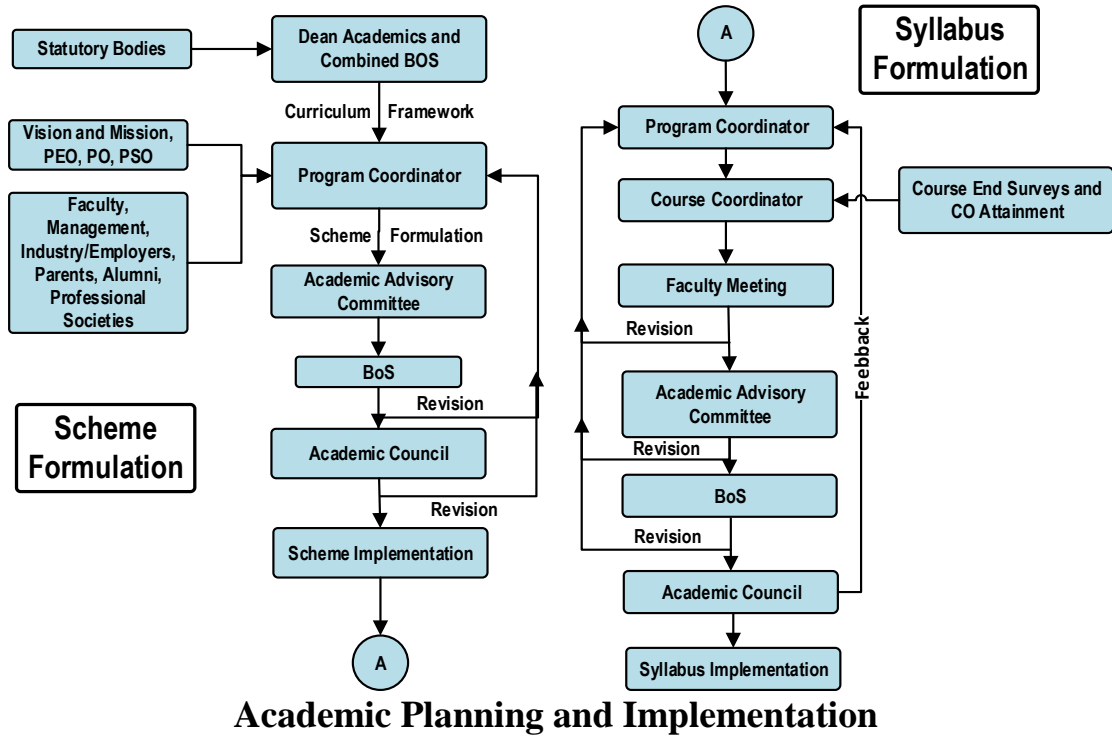 Statutory Bodies
Dean Academics and
Combined BOS
Curriculum Framework
Vision and Mission,
PEO, PO, PSO
Program Coordinator
Faculty,
Management,
Industry/Employers,
Parents, Alumni,
Professional
Societies
Scheme Formulation
Academic Advisory
Committee
BoS
Revision
Scheme
Formulation
Academic Council
Revision
Scheme Implementation
A
A
Syllabus
Formulation
Program Coordinator
Course Coordinator
Course End Surveys and
CO Attainment
Faculty Meeting
Revision
Feebback
Academic Advisory
Committee
Revision
BoS
Revision
Academic Council
Syllabus Implementation
Academic Planning and Implementation